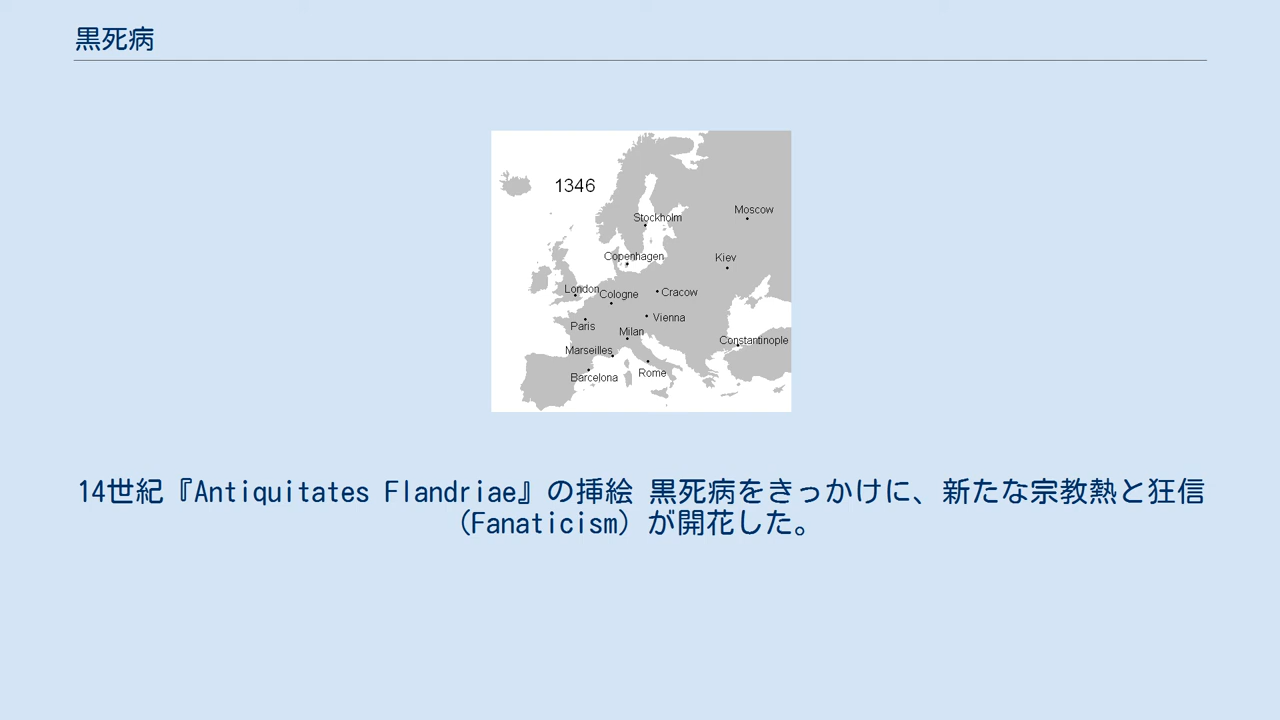 黒死病
1346
Moscow
Stockholm
Copenhagen
Kiev
London
Cologne
Cracow
Paris
Vienna
Milan
Constantinople
Marseilles
Barcelona
Rome
14世紀『Antiquitates Flandriae』の挿絵 黒死病をきっかけに、新たな宗教熱と狂信
（Fanaticism）が開花した。